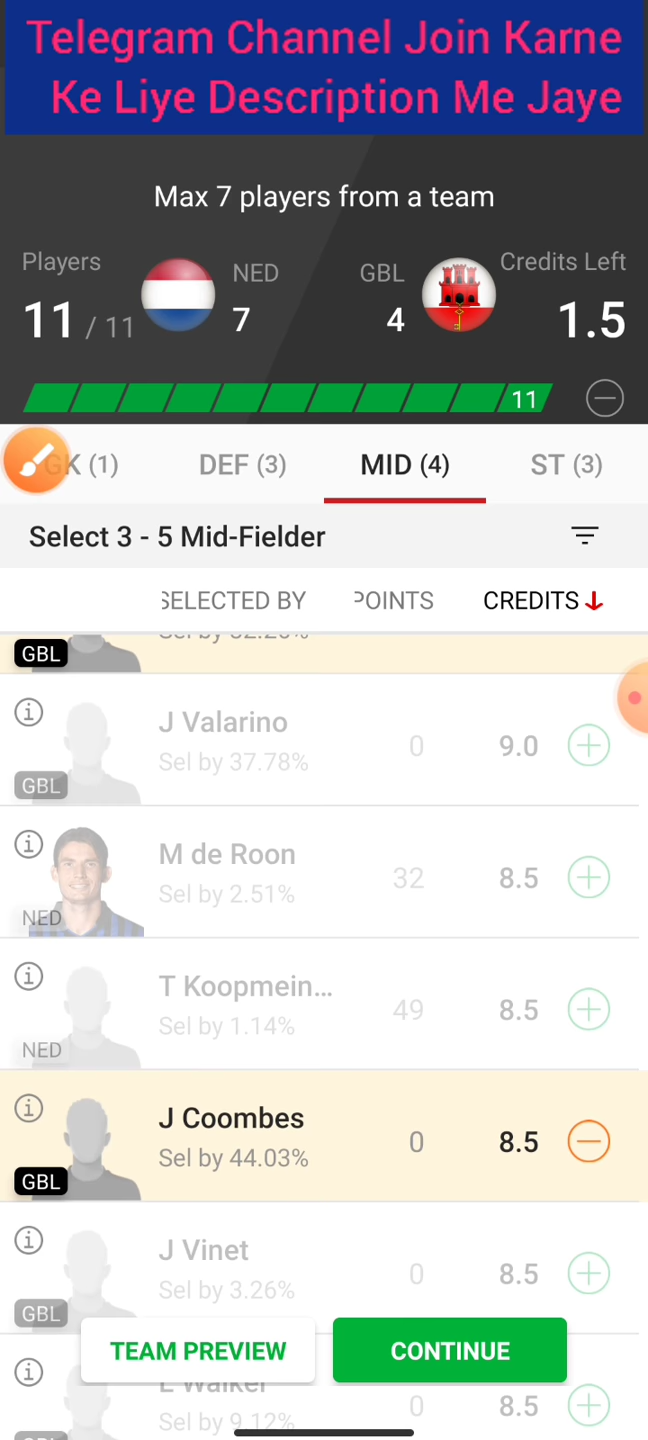 Telegram Channel Join Karne
Ke Liye Description Me Jaye
Max 7 players from a team
Players
NED
GBL
Credits Left
11 / 11
7
4
1.5
11
(1)
DEF (3)
MID (4)
ST (3)
Select 3 - 5 Mid-Fielder
SELECTED BY
POINTS
CREDITS
GBL
J Valarino
Sel by 37.78%
0
9.0
GBL
M de Roon
Sel by 2.51%
32
8.5
NED
T Koopmein...
Sel by 1.14%
49
8.5
NED
J Coombes
Sel by 44.03%
0
8.5
GBL
J Vinet
Sel by 3.26%
0
8.5
GBL
TEAM PREVIEW
CONTINUE
Sel by 9.12%
0
8.5